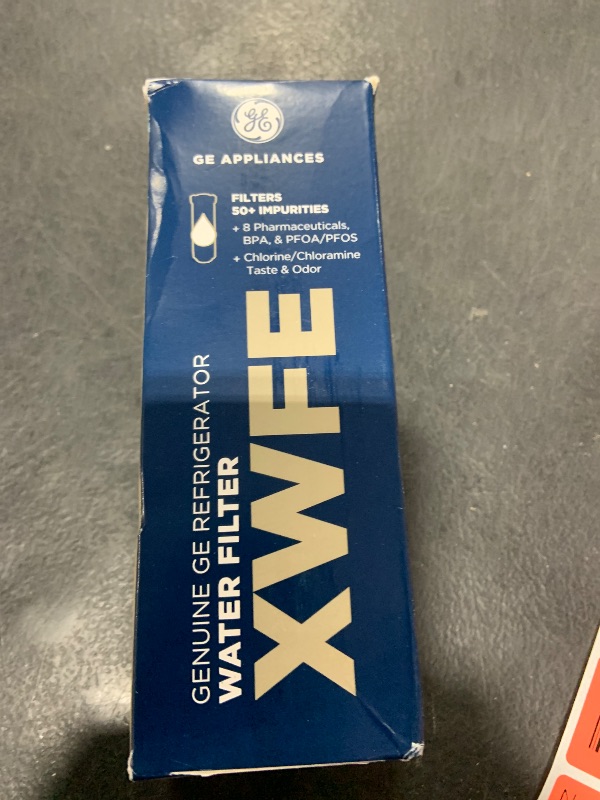 GE
GE APPLIANCES
FILTERS
50+ IMPURITIES
+ 8 Pharmaceuticals,
BPA, & PFOA/PFOS
+ Chlorine/Chloramine
Taste & Odor
GENUINE GE REFRIGERATOR
WATER FILTER
XWFE